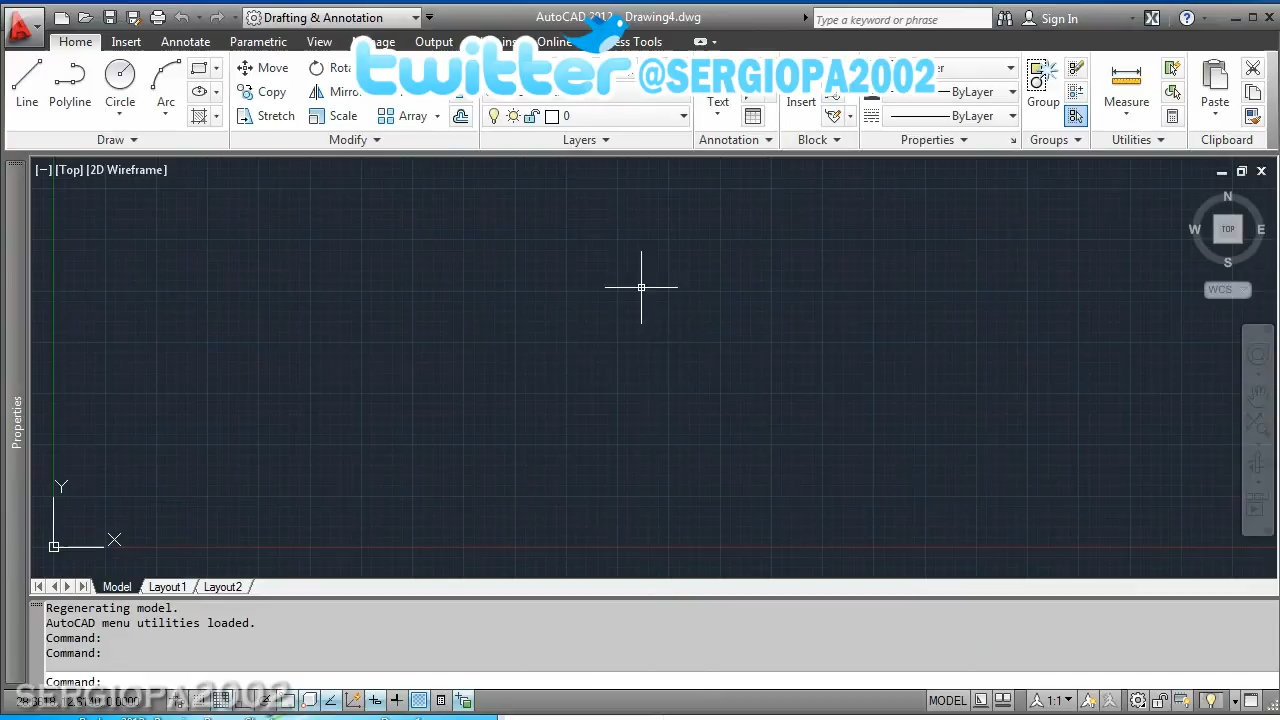 Drafting & Annotation
AutoCAD 2012 Drawing4.dwg
Type a keyword or phrase
Sign In
Home Insert Annotate Parametric View Output Online Tools
twitter @SERGIOPA2002
Line Polyline Circle Arc
Move
Copy
Stretch Scale Array
0
Text
Insert
ByLayer
ByLayer
Group Measure Paste
Draw Modify Layers Annotation Block Properties Groups Utilities Clipboard
[−] [Top] [2D Wireframe]
N
W TOP E
S
WCS
Properties
Y
X
Model Layout1 Layout2
Regenerating model.
AutoCAD menu utilities loaded.
Command:
Command:
Command:
SERGIOPA2002
MODEL 1:1